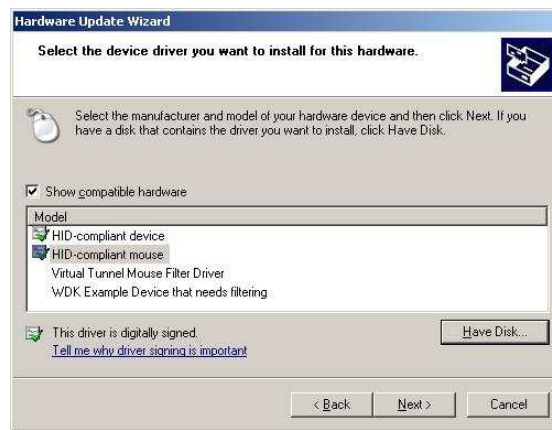 Hardware Update Wizard
Select the device driver you want to install for this hardware.
Select the manufacturer and model of your hardware device and then click Next. If you
have a disk that contains the driver you want to install, click Have Disk.
Show compatible hardware
Model
HID-compliant device
HID-compliant mouse
Virtual Tunnel Mouse Filter Driver
WDK Example Device that needs filtering
This driver is digitally signed.
Have Disk...
Tell me why driver signing is important
< Back
Next >
Cancel